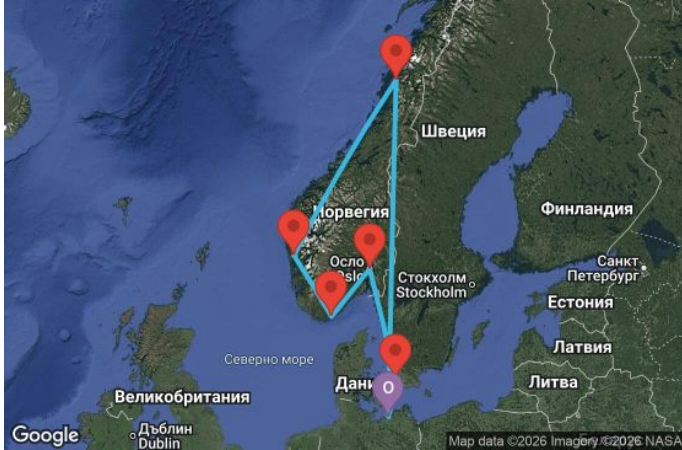 Швеция
Норвегия
Финландия
Осло
Oslo
Санкт
Петербург
Стокхолм
Stockholm
Естония
Северно море
Латвия
Дани
Литва
О
Великобритания
Дъблин
Dublin
Google
Map data ©2026 Imagery ©2026 NASA